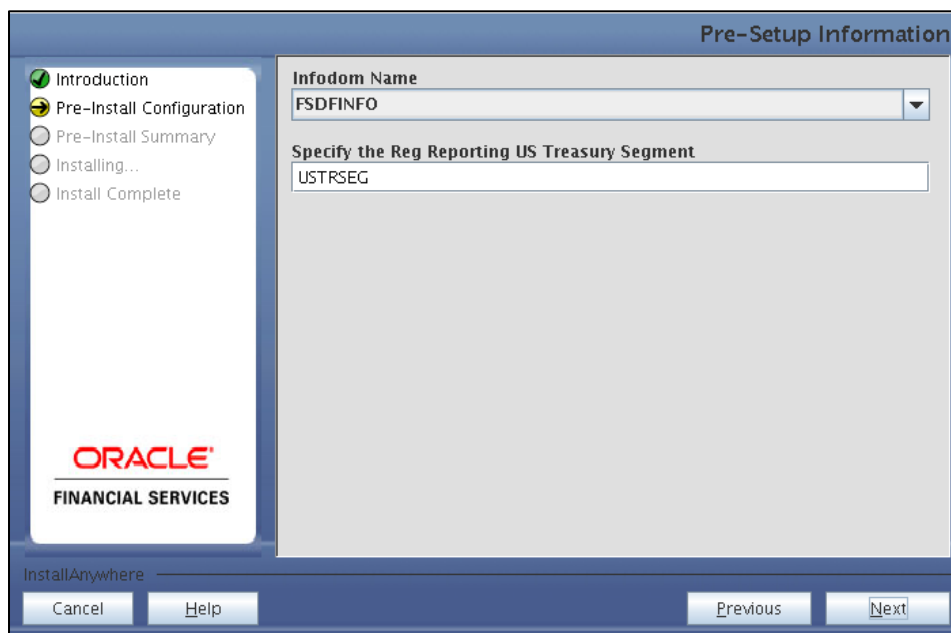 Pre-Setup Information
Introduction
Pre-Install Configuration
Pre-Install Summary
Installing...
Install Complete
Infodom Name
FSDFINFO
Specify the Reg Reporting US Treasury Segment
USTRSEG
ORACLE®
FINANCIAL SERVICES
InstallAnywhere
Cancel
Help
Previous
Next